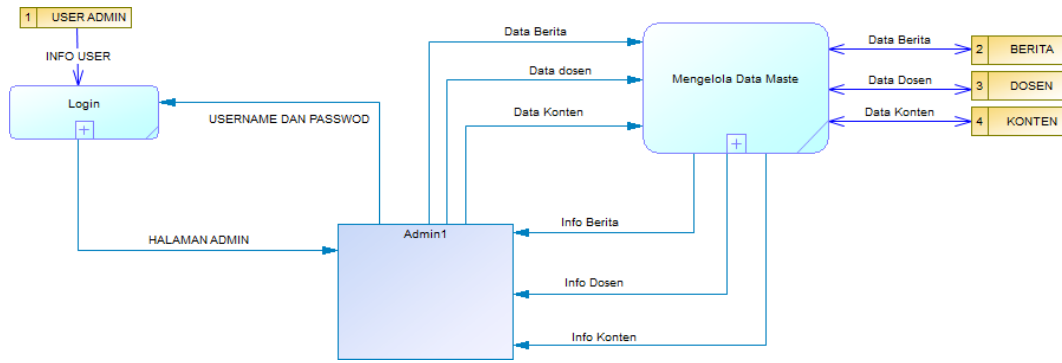 1 USER ADMIN
INFO USER
Login
USERNAME DAN PASSWOD
HALAMAN ADMIN
Admin1
Data Berita
Data dosen
Data Konten
Mengelola Data Maste
Data Berita
Data Dosen
Data Konten
2 BERITA
3 DOSEN
4 KONTEN
Info Berita
Info Dosen
Info Konten